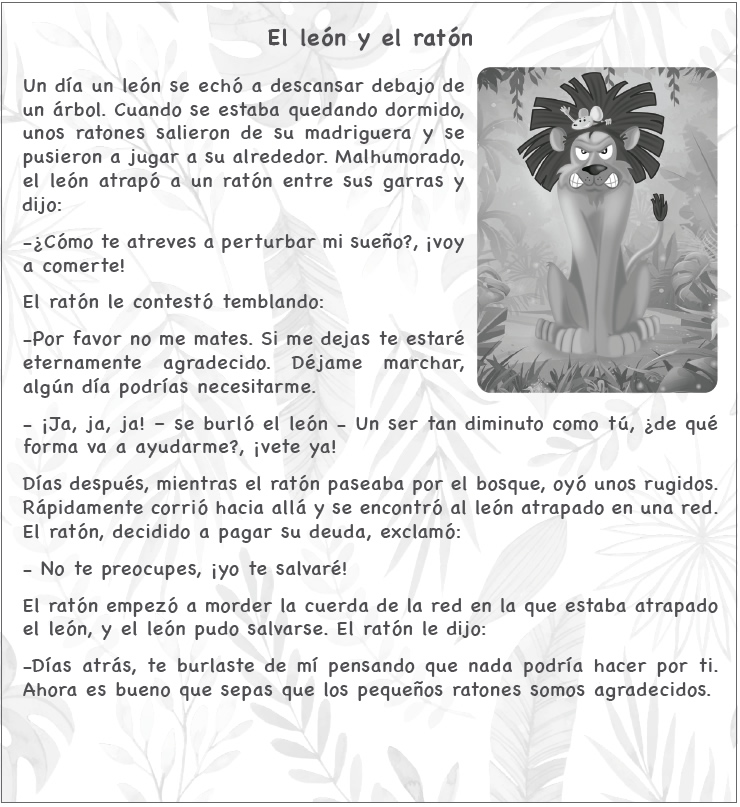 El león y el ratón
Un día un león se echó a descansar debajo de
un árbol. Cuando se estaba quedando dormido,
unos ratones salieron de su madriguera y se
pusieron a jugar a su alrededor. Malhumorado,
el león atrapó a un ratón entre sus garras y
dijo:
-¿Cómo te atreves a perturbar mi sueño?, ¡voy
a comerte!
El ratón le contestó temblando:
-Por favor no me mates. Si me dejas te estaré
eternamente agradecido. Déjame marchar,
algún día podrías necesitarme.
- ¡Ja, ja, ja! – se burló el león - Un ser tan diminuto como tú, ¿de qué
forma va a ayudarme?, ¡vete ya!
Días después, mientras el ratón paseaba por el bosque, oyó unos rugidos.
Rápidamente corrió hacia allá y se encontró al león atrapado en una red.
El ratón, decidido a pagar su deuda, exclamó:
- No te preocupes, ¡yo te salvaré!
El ratón empezó a morder la cuerda de la red en la que estaba atrapado
el león, y el león pudo salvarse. El ratón le dijo:
-Días atrás, te burlaste de mí pensando que nada podría hacer por ti.
Ahora es bueno que sepas que los pequeños ratones somos agradecidos.